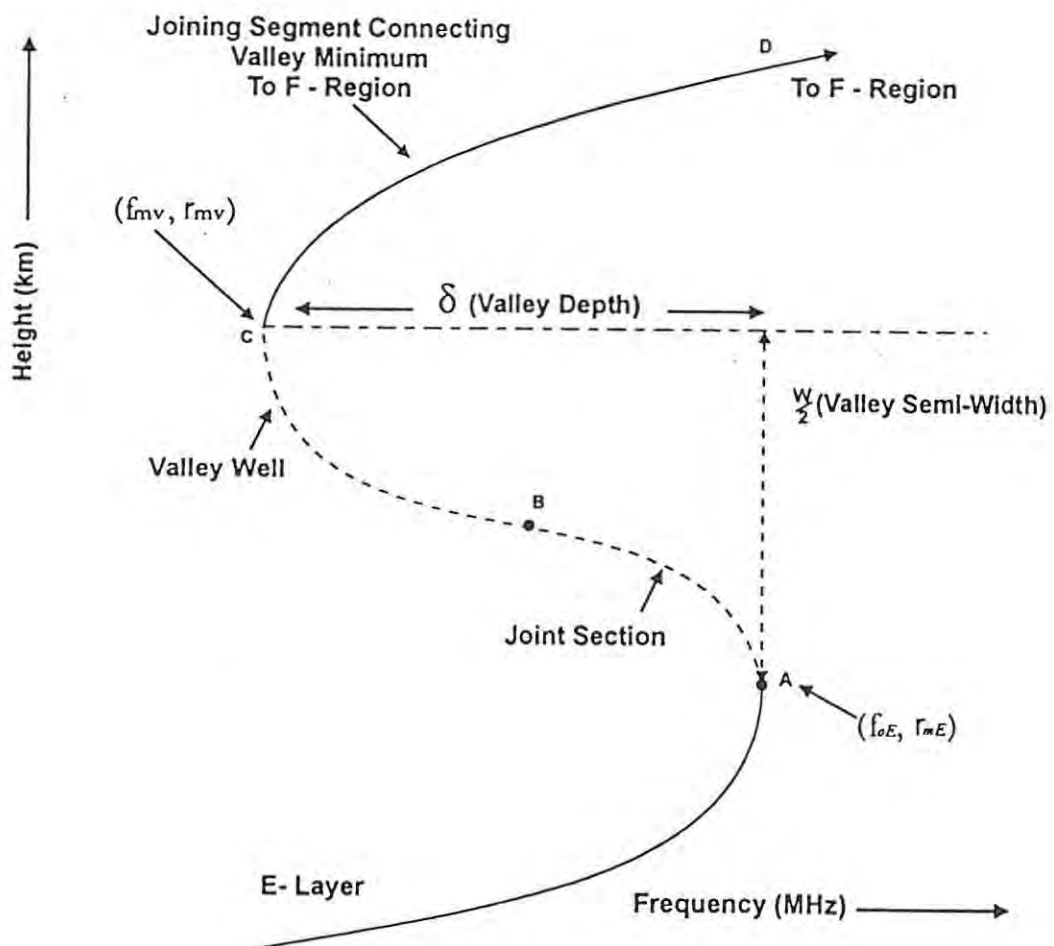 Joining Segment Connecting
Valley Minimum
To F - Region
D
To F - Region
(fmv, rmv)
Height (km)
δ (Valley Depth)
C
W/2 (Valley Semi-Width)
Valley Well
B
Joint Section
A
(foE, rmE)
E- Layer
Frequency (MHz)